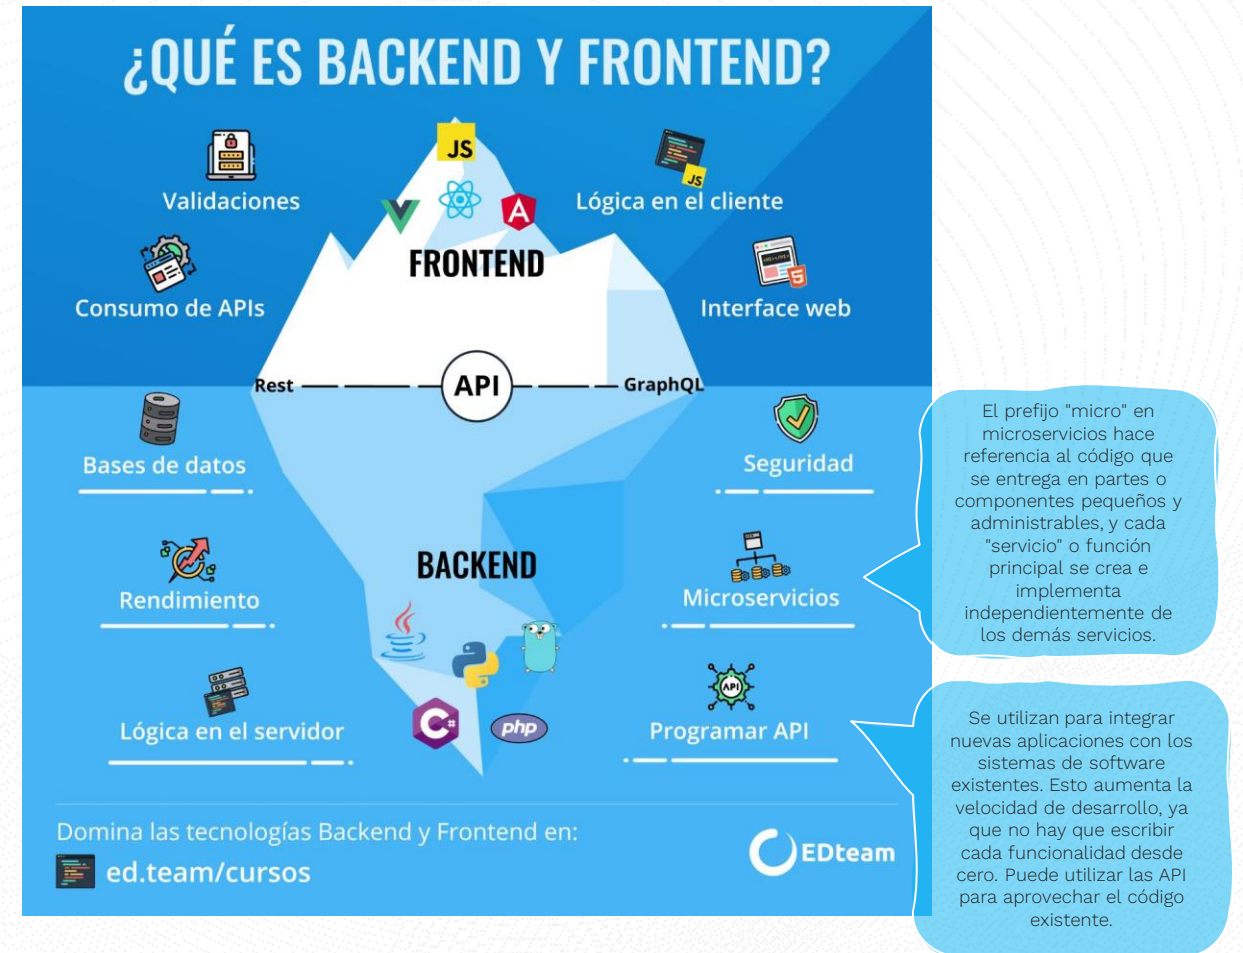 ¿QUÉ ES BACKEND Y FRONTEND?
JS
JS
Validaciones
Lógica en el cliente
A
FRONTEND
5
Consumo de APIs
Interface web
Rest
API
GraphQL
Bases de datos
Seguridad
BACKEND
Rendimiento
Microservicios
API
C#
php
Lógica en el servidor
Programar API
Domina las tecnologías Backend y Frontend en:
ed.team/cursos
EDteam
El prefijo "micro" en
microservicios hace
referencia al código que
se entrega en partes o
componentes pequeños y
administrables, y cada
"servicio" o función
principal se crea e
implementa
independientemente de
los demás servicios.
Se utilizan para integrar
nuevas aplicaciones con los
sistemas de software
existentes. Esto aumenta la
velocidad de desarrollo, ya
que no hay que escribir
cada funcionalidad desde
cero. Puede utilizar las API
para aprovechar el código
existente.